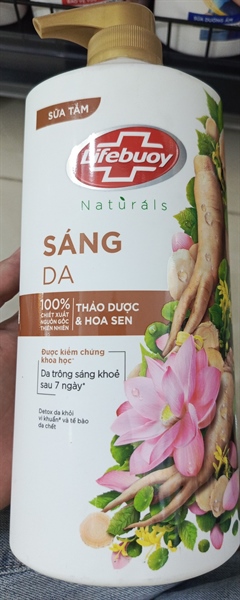 SỮA TẮM
Lifebuoy
Naturals
SÁNG
DA
100%
CHIẾT XUẤT
NGUỒN GỐC
THIÊN NHIÊN
THẢO DƯỢC
& HOA SEN
Được kiểm chứng
khoa học*
Da trông sáng khoẻ
sau 7 ngày*
Detox da khỏi
vi khuẩn* và tế bào
da chết